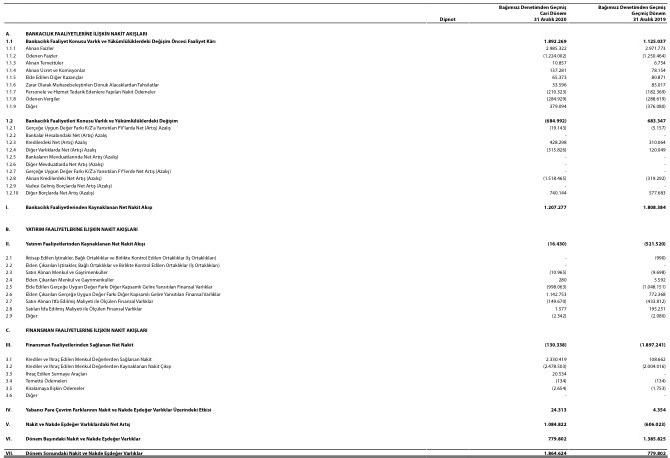 Bağımsız Denetimden Geçmiş Bağımsız Denetimden Geçmiş
Cari Dönem Geçmiş Dönem
Dipnot 31 Aralık 2020 31 Aralık 2019
A. BANKACILIK FAALİYETLERİNE İLİŞKİN NAKİT AKIŞLARI
1.1 Bankacılık Faaliyet Konusu Varlık ve Yükümlülüklerdeki Değişim Öncesi Faaliyet Kârı 1.892.269 1.125.037
1.1.1 Alınan Faizler 2.985.322 2.971.773
1.1.2 Ödenen Faizler (1.224.002) (1.250.464)
1.1.3 Alınan Temettüler 10.857 6.734
1.1.4 Alınan Ücret ve Komisyonlar 137.281 78.154
1.1.5 Elde Edilen Diğer Kazançlar 65.373 80.871
1.1.6 Zarar Olarak Muhasebeleştirilen Donuk Alacaklardan Tahsilatlar 33.596 85.017
1.1.7 Personele ve Hizmet Tedarik Edenlere Yapılan Nakit Ödemeler (210.323) (182.369)
1.1.8 Ödenen Vergiler (284.929) (288.619)
1.1.9 Diğer 379.094 (376.080)
1.2 Bankacılık Faaliyetleri Konusu Varlık ve Yükümlülüklerdeki Değişim (684.992) 683.347
1.2.1 Gerçeğe Uygun Değer Farkı K/Z'a Yansıtılan FV'larda Net (Artış) Azalış (19.143) (5.157)
1.2.2 Bankalar Hesabındaki Net (Artış) Azalış - -
1.2.3 Kredilerdeki Net (Artış) Azalış 428.298 310.064
1.2.4 Diğer Varlıklarda Net (Artış) Azalış (315.826) 120.049
1.2.5 Bankaların Mevduatlarında Net Artış (Azalış) - -
1.2.6 Diğer Mevduatlarda Net Artış (Azalış) - -
1.2.7 Gerçeğe Uygun Değer Farkı K/Z'a Yansıtılan FY'lerde Net Artış (Azalış) - -
1.2.8 Alınan Kredilerdeki Net Artış (Azalış) (1.518.465) (319.292)
1.2.9 Vadesi Gelmiş Borçlarda Net Artış (Azalış) - -
1.2.10 Diğer Borçlarda Net Artış (Azalış) 740.144 577.683
I. Bankacılık Faaliyetlerinden Kaynaklanan Net Nakit Akışı 1.207.277 1.808.384
B. YATIRIM FAALİYETLERİNE İLİŞKİN NAKİT AKIŞLARI
II. Yatırım Faaliyetlerinden Kaynaklanan Net Nakit Akışı (16.430) (521.520)
2.1 İktisap Edilen İştirakler, Bağlı Ortaklıklar ve Birlikte Kontrol Edilen Ortaklıklar (İş Ortaklıkları) - (990)
2.2 Elden Çıkarılan İştirakler, Bağlı Ortaklıklar ve Birlikte Kontrol Edilen Ortaklıklar (İş Ortaklıkları) - -
2.3 Satın Alınan Menkul ve Gayrimenkuller (10.965) (9.698)
2.4 Elden Çıkarılan Menkul ve Gayrimenkuller 280 5.592
2.5 Elde Edilen Gerçeğe Uygun Değer Farkı Diğer Kapsamlı Gelire Yansıtılan Finansal Varlıklar (998.063) (1.048.151)
2.6 Elden Çıkarılan Gerçeğe Uygun Değer Farkı Diğer Kapsamlı Gelire Yansıtılan Finansal Varlıklar 1.142.753 772.368
2.7 Satın Alınan İtfa Edilmiş Maliyeti ile Ölçülen Finansal Varlıklar (149.670) (433.812)
2.8 Satılan İtfa Edilmiş Maliyeti ile Ölçülen Finansal Varlıklar 1.577 195.251
2.9 Diğer (2.342) (2.080)
C. FİNANSMAN FAALİYETLERİNE İLİŞKİN NAKİT AKIŞLARI
III. Finansman Faaliyetlerinden Sağlanan Net Nakit (130.338) (1.897.241)
3.1 Krediler ve İhraç Edilen Menkul Değerlerden Sağlanan Nakit 2.330.419 108.662
3.2 Krediler ve İhraç Edilen Menkul Değerlerden Kaynaklanan Nakit Çıkışı (2.478.503) (2.004.016)
3.3 İhraç Edilen Sermaye Araçları 20.534 -
3.4 Temettü Ödemeleri (134) (134)
3.5 Kiralamaya İlişkin Ödemeler (2.654) (1.753)
3.6 Diğer - -
IV. Yabancı Para Çevrim Farklarının Nakit ve Nakde Eşdeğer Varlıklar Üzerindeki Etkisi 24.313 4.354
V. Nakit ve Nakde Eşdeğer Varlıklardaki Net Artış 1.084.822 (606.023)
VI. Dönem Başındaki Nakit ve Nakde Eşdeğer Varlıklar 779.802 1.385.825
VII. Dönem Sonundaki Nakit ve Nakde Eşdeğer Varlıklar 1.864.624 779.802